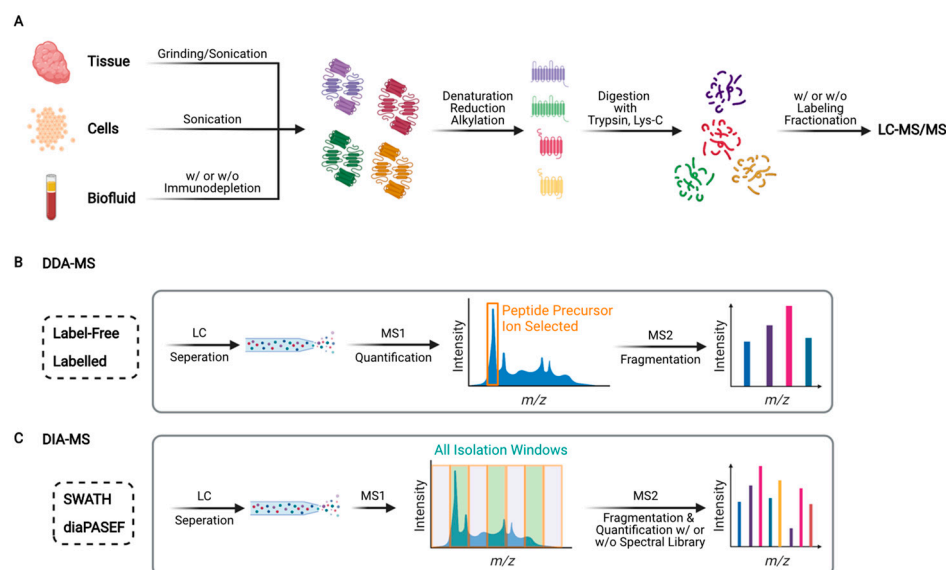 A
Tissue
Grinding/Sonication
Cells
Sonication
Biofluid
w/ or w/o
Immunodepletion
Denaturation
Reduction
Alkylation
Digestion
with
Trypsin, Lys-C
w/ or w/o
Labeling
Fractionation
LC-MS/MS
B DDA-MS
Label-Free
Labelled
LC
Seperation
MS1
Quantification
Intensity
Peptide Precursor
Ion Selected
m/z
MS2
Fragmentation
Intensity
m/z
C DIA-MS
SWATH
diaPASEF
LC
Seperation
MS1
All Isolation Windows
Intensity
m/z
MS2
Fragmentation &
Quantification w/ or
w/o Spectral Library
Intensity
m/z